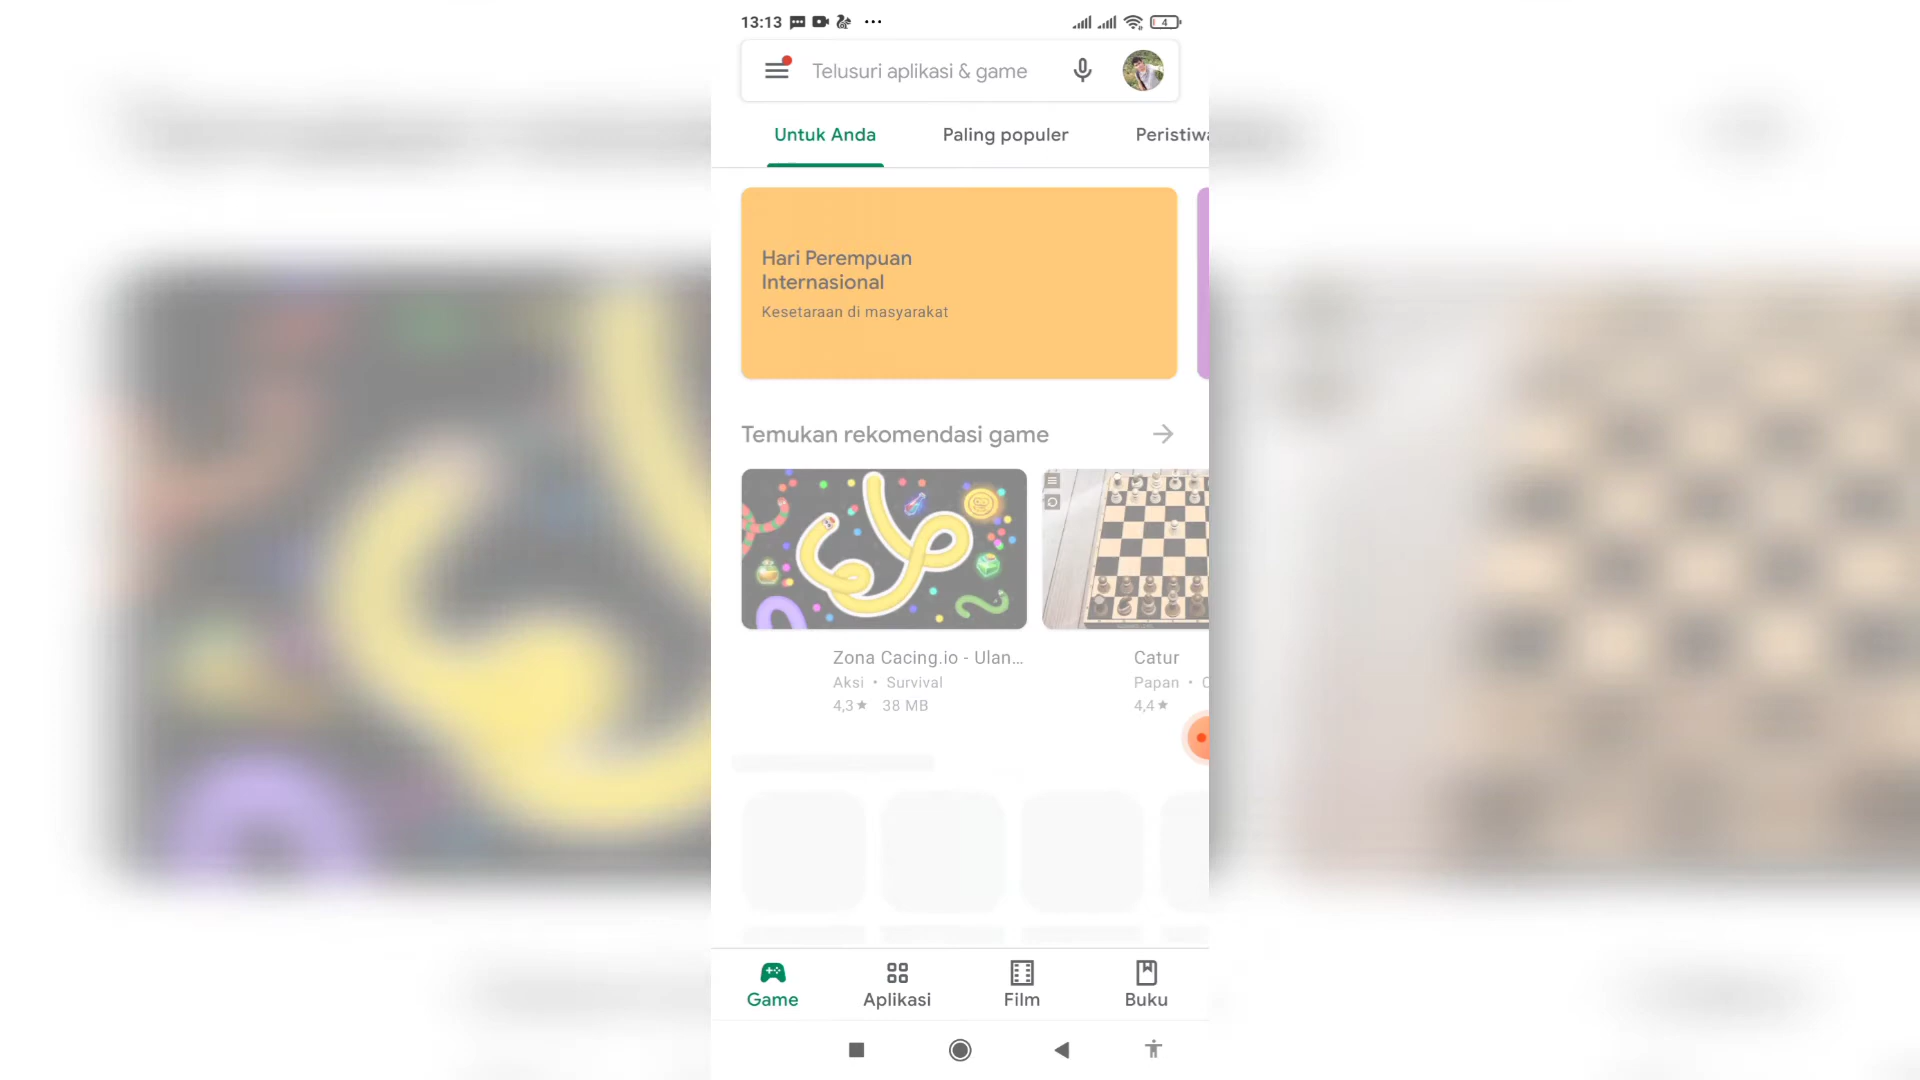 13:13
4
Telusuri aplikasi & game
Untuk Anda
Paling populer
Peristiwa
Hari Perempuan
Internasional
Kesetaraan di masyarakat
Temukan rekomendasi game
Zona Cacing.io - Ulan...
Aksi • Survival
4,3★ 38 MB
Catur
Papan •
4,4★
Game
Aplikasi
Film
Buku